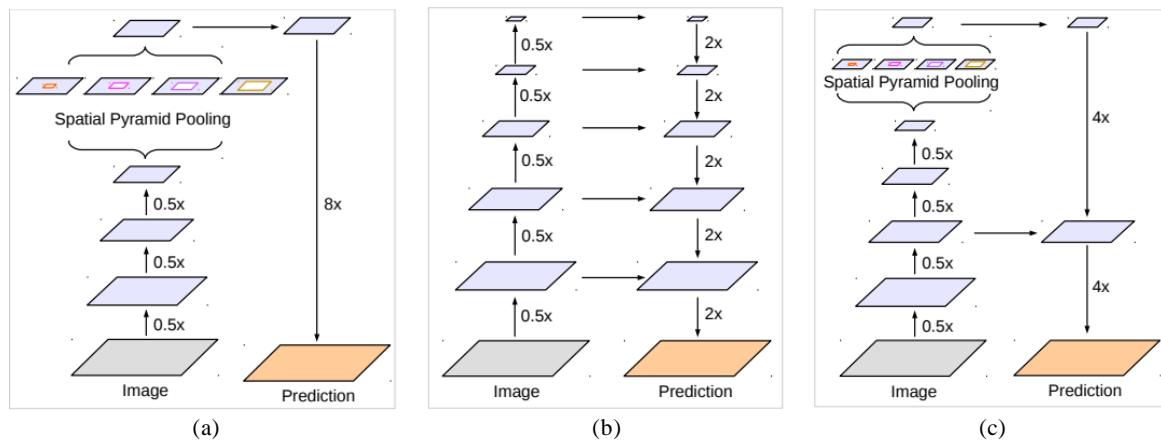 Spatial Pyramid Pooling
0.5x
0.5x
0.5x
8x
Image
Prediction
(a)
0.5x
2x
0.5x
2x
0.5x
2x
0.5x
2x
0.5x
2x
Image
Prediction
(b)
Spatial Pyramid Pooling
4x
0.5x
0.5x
0.5x
4x
0.5x
Image
Prediction
(c)